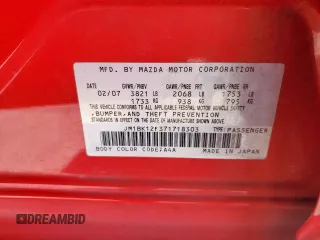 MFD. BY MAZDA MOTOR CORPORATION
GVWR/PNBV GAWR/PNBE FR GAWR/PNBE RR
02/07 3821 LB 2068 LB 1753 LB
1733 KG 938 KG 795 KG
THIS VEHICLE CONFORMS TO ALL APPLICABLE FEDERAL MOTOR VEHICLE SAFETY,
BUMPER, AND THEFT PREVENTION
STANDARDS IN EFFECT ON THE DATE OF MANUFACTURE SHOWN ABOVE.
JM1BK12F371718303 TYPE: PASSENGER
MADE IN JAPAN
BODY COLOR CODE: A4A
DREAMBID